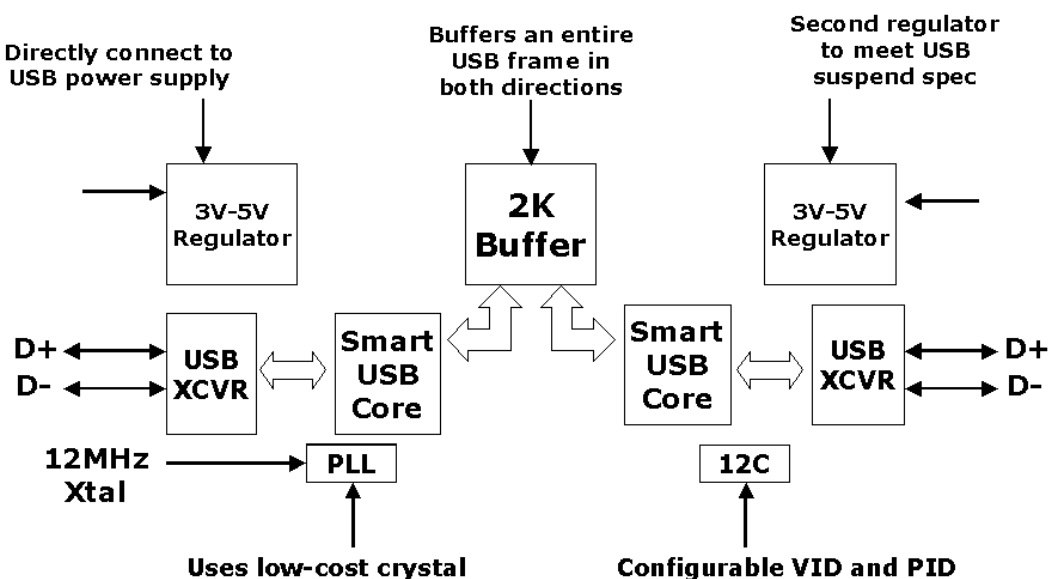 Directly connect to
USB power supply
Buffers an entire
USB frame in
both directions
Second regulator
to meet USB
suspend spec
3V-5V
Regulator
2K
Buffer
3V-5V
Regulator
D+
D-
USB
XCVR
Smart
USB
Core
Smart
USB
Core
USB
XCVR
D+
D-
12MHz
Xtal
PLL
12C
Uses low-cost crystal
Configurable VID and PID